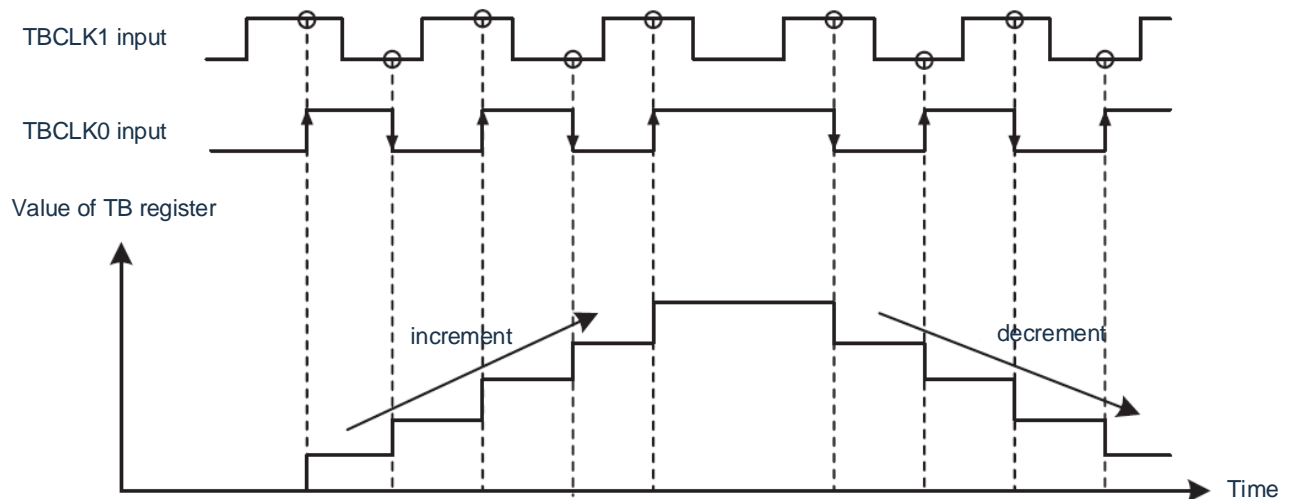 TBCLK1 input
TBCLK0 input
Value of TB register
increment
decrement
Time